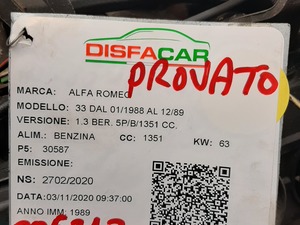 DISFACAR
PROVATO
MARCA: ALFA ROMEO
MODELLO: 33 DAL 01/1988 AL 12/89
VERSIONE: 1.3 BER. 5P/B/1351 CC.
ALIM.: BENZINA CC: 1351 KW: 63
P5: 30587
EMISSIONE:
NS: 2702/2020
DATA: 03/11/2020 09:37:00
ANNO IMM: 1989